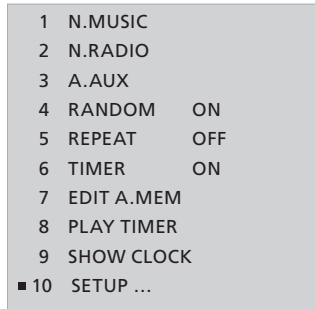 1 N.MUSIC
2 N.RADIO
3 A.AUX
4 RANDOM ON
5 REPEAT OFF
6 TIMER ON
7 EDIT A.MEM
8 PLAY TIMER
9 SHOW CLOCK
■ 10 SETUP ...